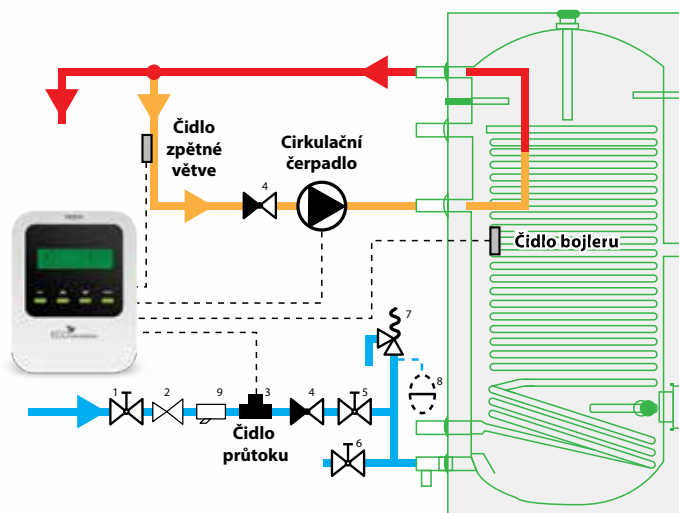 Čidlo
zpětné
větve
Cirkulační
čerpadlo
4
Čidlo bojleru
7
8
1
2
9
3
4
5
Čidlo
průtoku
6